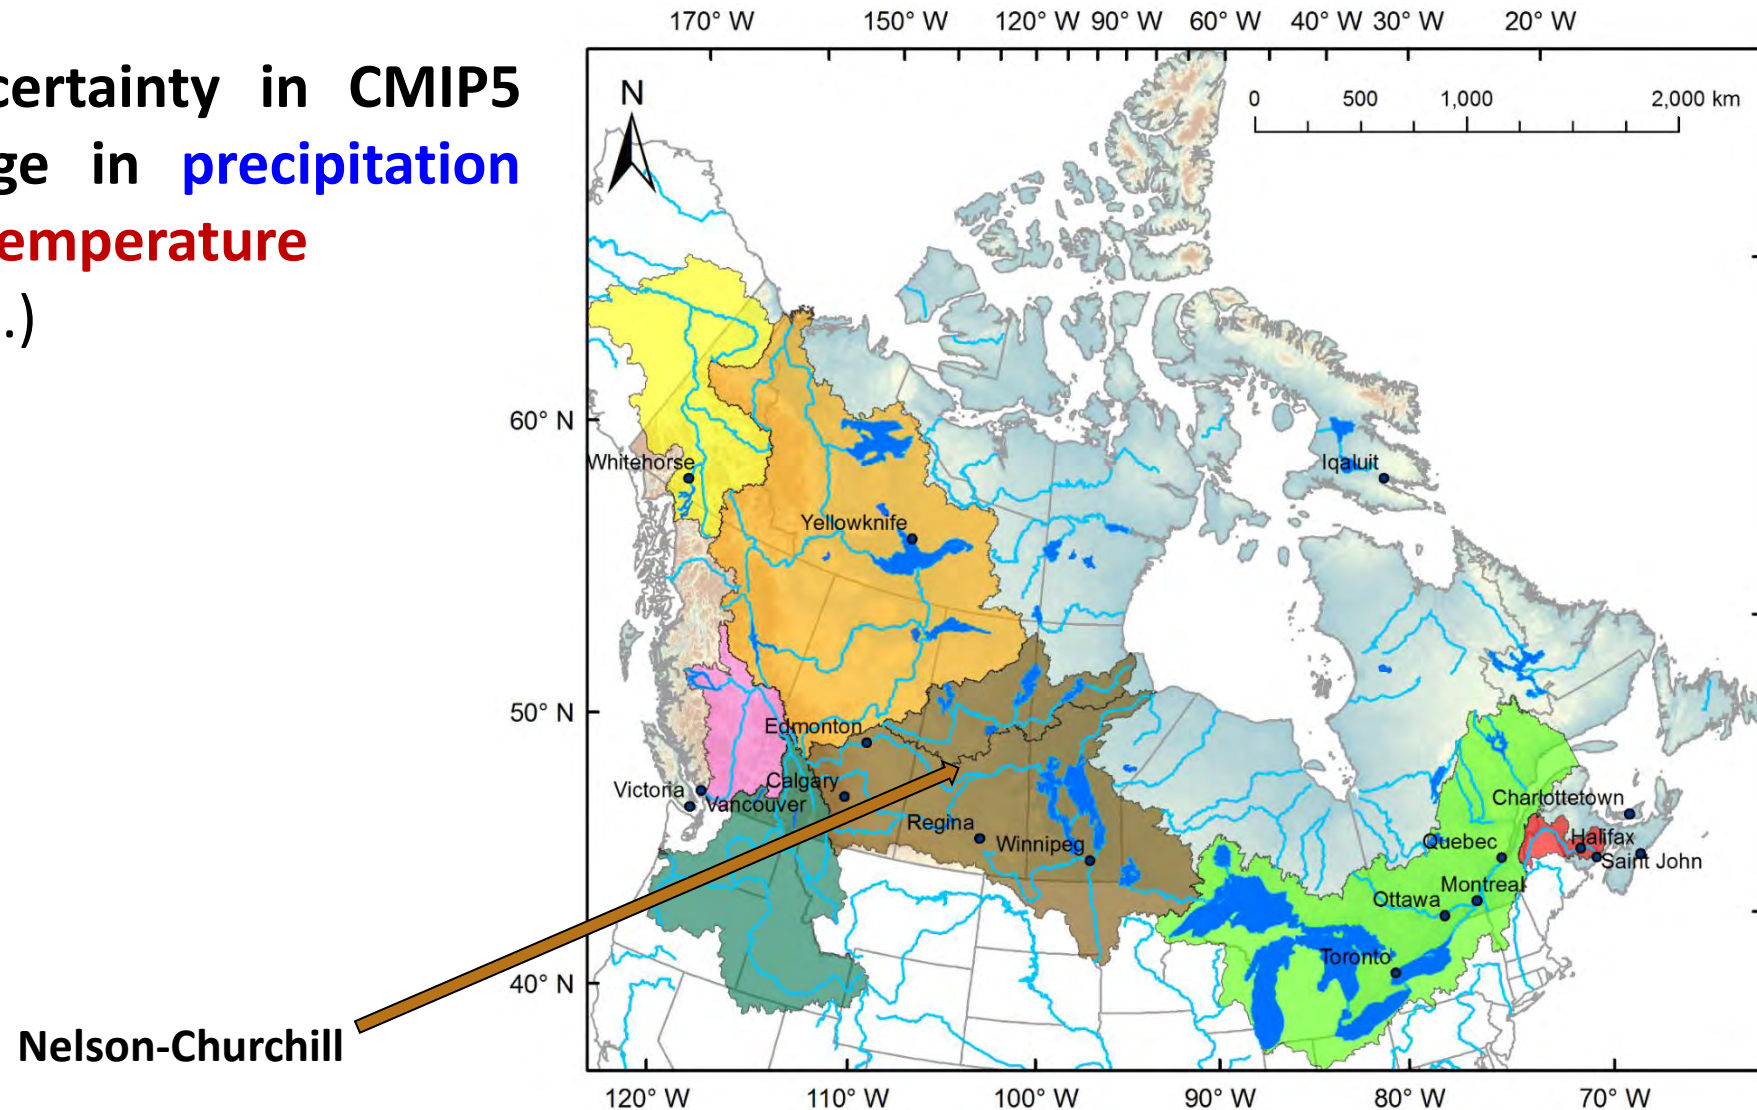 certainty in CMIP5
ge in precipitation
emperature
.)
170° W 150° W 120° W 90° W 60° W 40° W 30° W 20° W
N
0 500 1,000 2,000 km
60° N
50° N
40° N
Whitehorse
Iqaluit
Yellowknife
Edmonton
Calgary
Victoria
Vancouver
Regina
Winnipeg
Charlottetown
Quebec
Halifax
Saint John
Montreal
Ottawa
Toronto
Nelson-Churchill
120° W 110° W 100° W 90° W 80° W 70° W